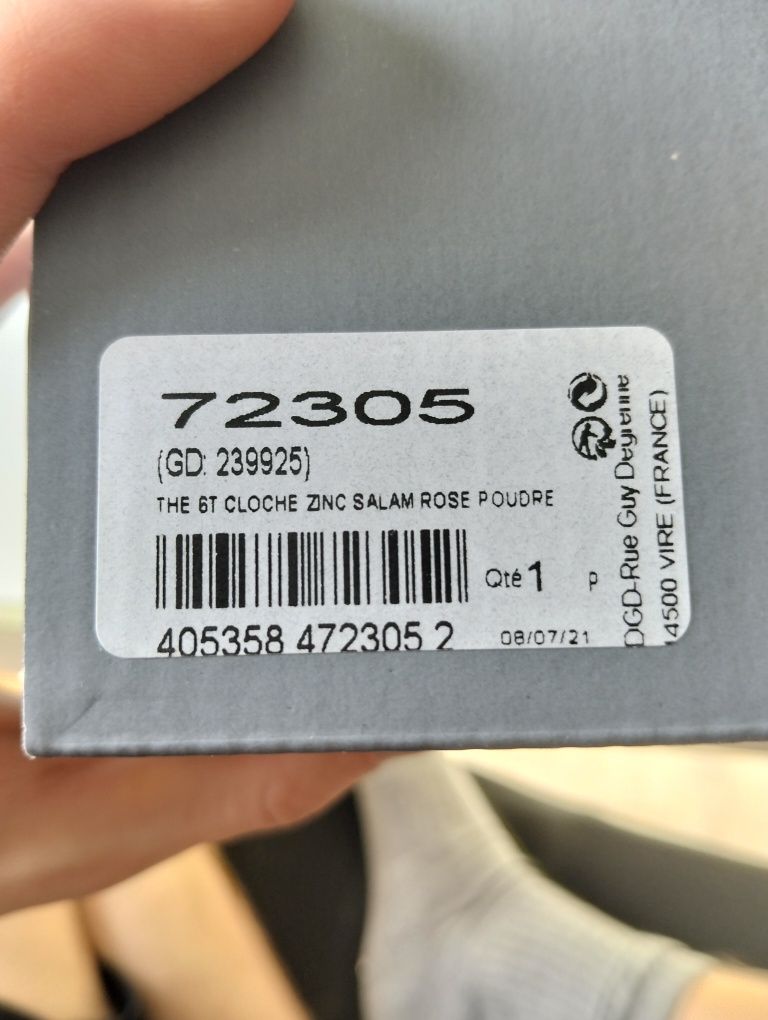 72305
(GD: 239925)
THE 6T CLOCHE ZINC SALAM ROSE POUDRE
Qté 1 P
405358 472305 2
08/07/21
DGD-Rue Guy Degrenne
14500 VIRE (FRANCE)